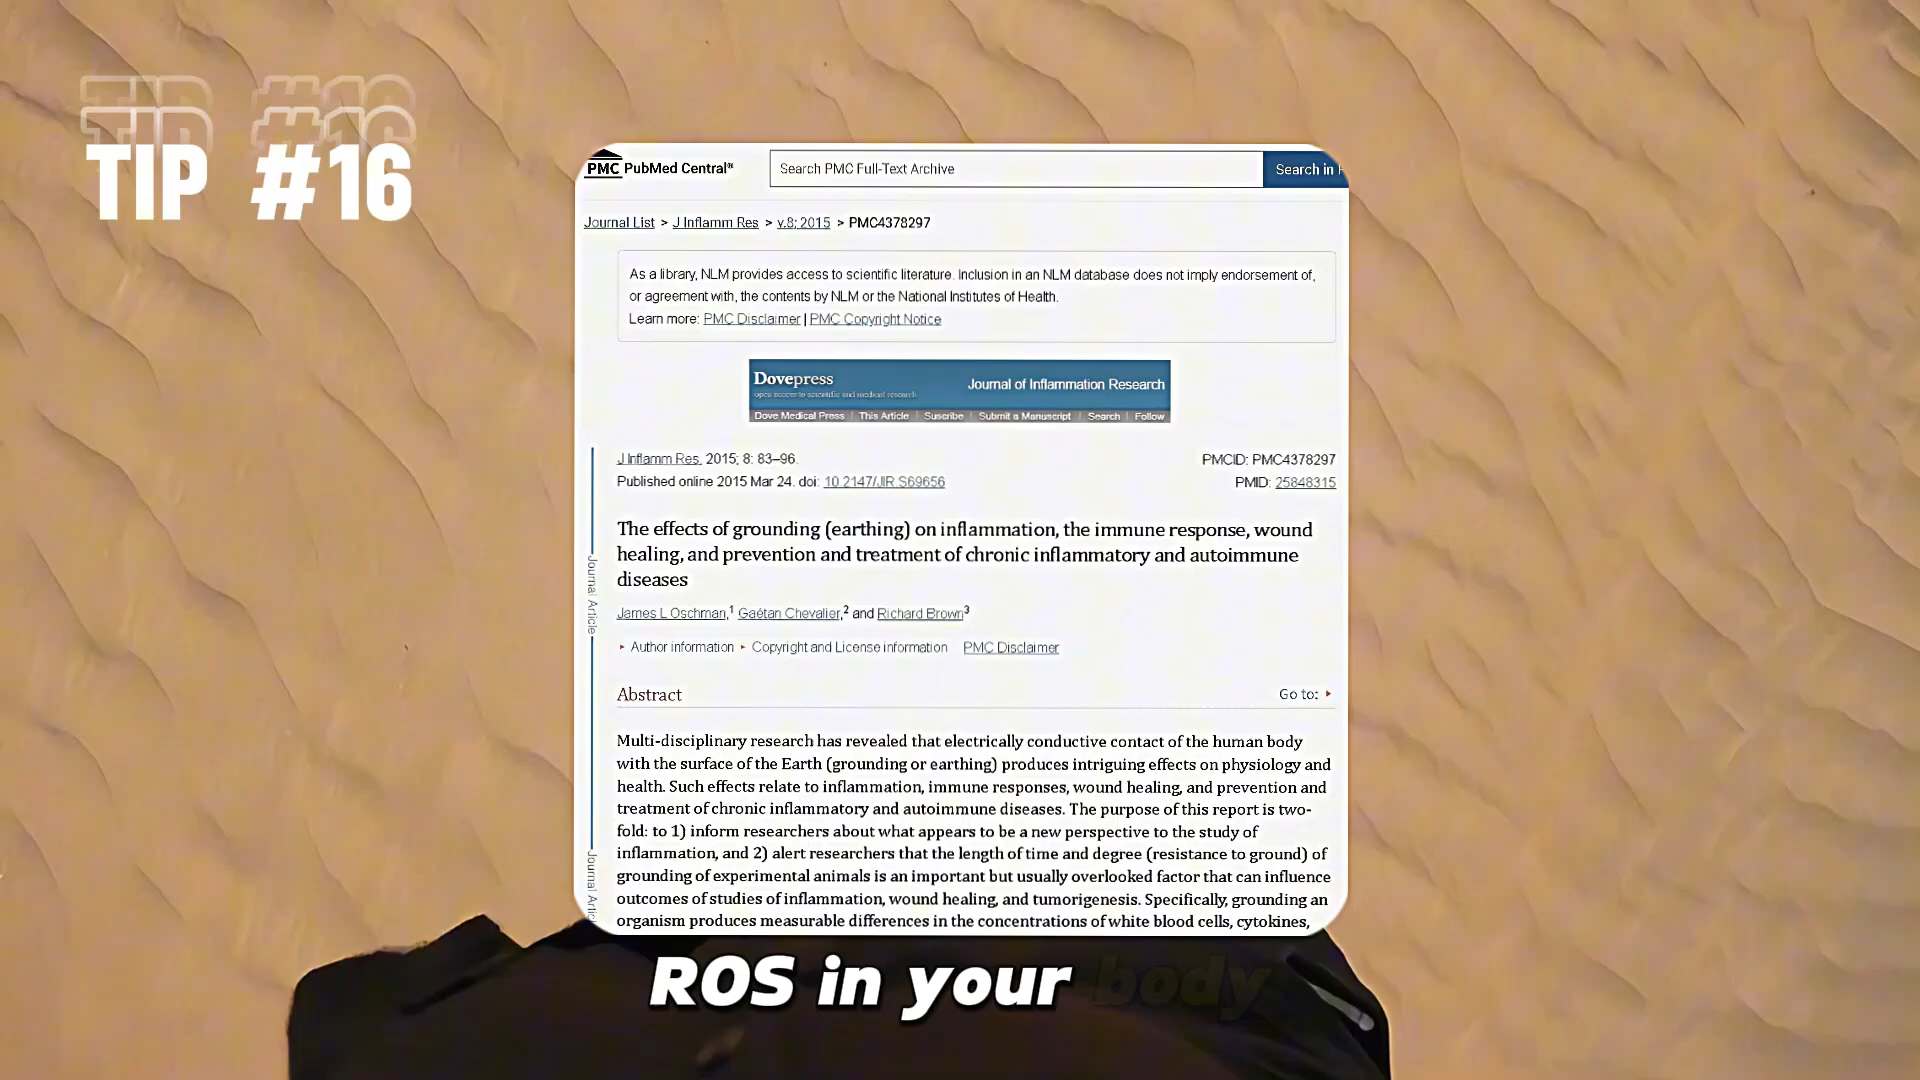 TIP #16
PMC PubMed Central®
Search PMC Full-Text Archive
Search in
Journal List > J Inflamm Res > v.8; 2015 > PMC4378297
As a library, NLM provides access to scientific literature. Inclusion in an NLM database does not imply endorsement of,
or agreement with, the contents by NLM or the National Institutes of Health.
Learn more: PMC Disclaimer | PMC Copyright Notice
Dovepress
open access to scientific and medical research
Journal of Inflammation Research
Dove Medical Press | This Article | Suscribe | Submit a Manuscript | Search | Follow
J Inflamm Res. 2015; 8: 83–96.
PMCID: PMC4378297
Published online 2015 Mar 24. doi: 10.2147/JIR.S69656
PMID: 25848315
The effects of grounding (earthing) on inflammation, the immune response, wound
healing, and prevention and treatment of chronic inflammatory and autoimmune
diseases
James L Oschman,1 Gaétan Chevalier,2 and Richard Brown3
Author information Copyright and License information PMC Disclaimer
Abstract
Go to:
Multi-disciplinary research has revealed that electrically conductive contact of the human body
with the surface of the Earth (grounding or earthing) produces intriguing effects on physiology and
health. Such effects relate to inflammation, immune responses, wound healing, and prevention and
treatment of chronic inflammatory and autoimmune diseases. The purpose of this report is two-
fold: to 1) inform researchers about what appears to be a new perspective to the study of
inflammation, and 2) alert researchers that the length of time and degree (resistance to ground) of
grounding of experimental animals is an important but usually overlooked factor that can influence
outcomes of studies of inflammation, wound healing, and tumorigenesis. Specifically, grounding an
organism produces measurable differences in the concentrations of white blood cells, cytokines,
Journal Article
Journal Artic
ROS in your body